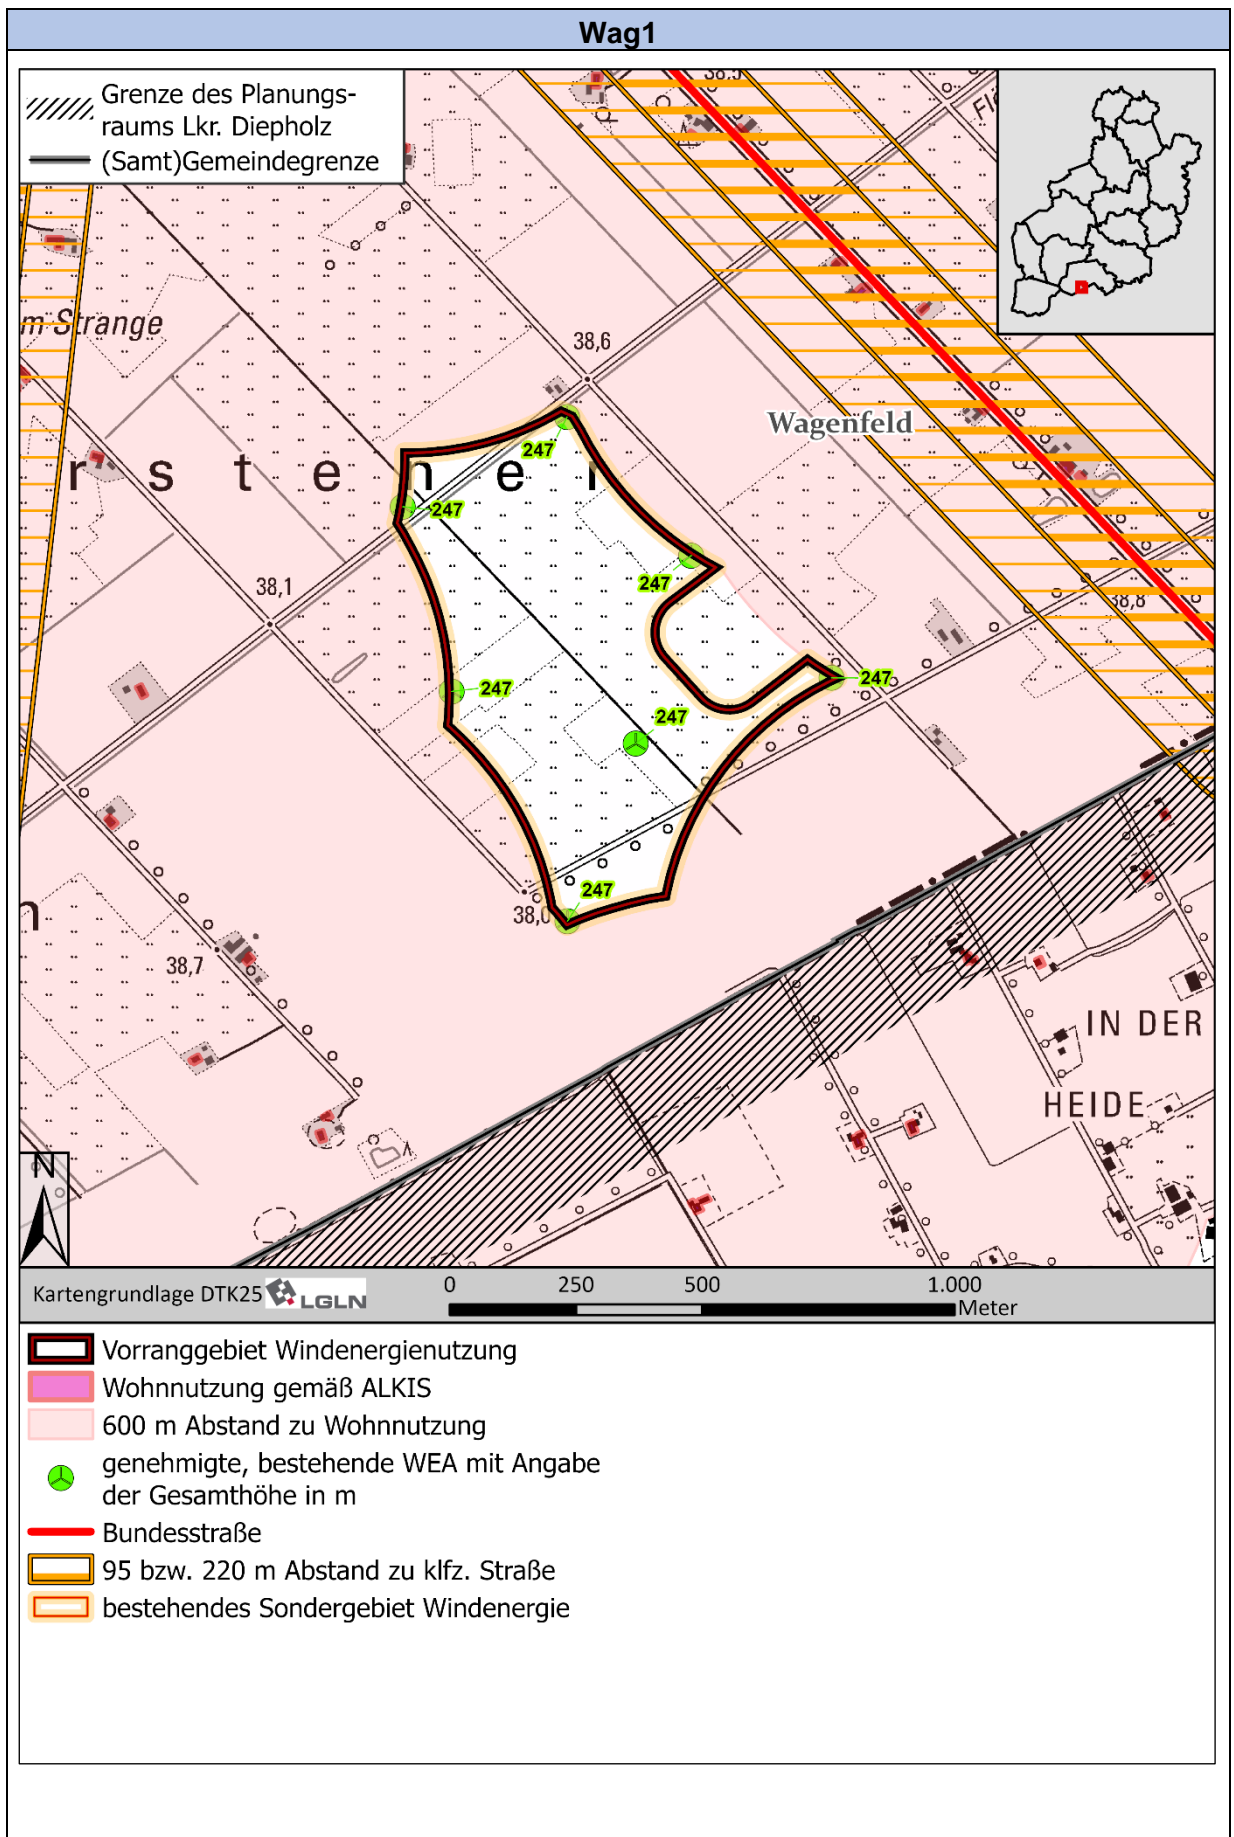 Wag1
Grenze des Planungs-
raums Lkr. Diepholz
(Samt)Gemeindegrenze
38,5
m Strange
38,6
Wagenfeld
r s t e n e r
247
247
247
38,1
38,8
247
247
247
247
38,0
38,7
n
IN DER
HEIDE
N
Kartengrundlage DTK25 LGLN
0 250 500 1.000
Meter
Vorranggebiet Windenergienutzung
Wohnnutzung gemäß ALKIS
600 m Abstand zu Wohnnutzung
genehmigte, bestehende WEA mit Angabe
der Gesamthöhe in m
Bundesstraße
95 bzw. 220 m Abstand zu klfz. Straße
bestehendes Sondergebiet Windenergie